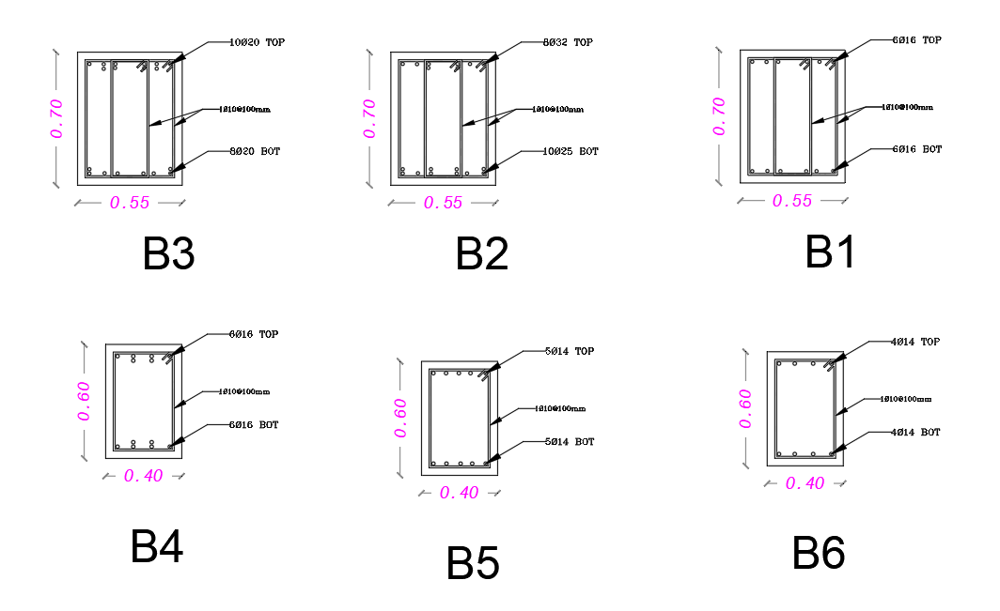 10Ø20 TOP
0.70
1Ø10@100mm
8Ø20 BOT
0.55
B3
8Ø32 TOP
0.70
1Ø10@100mm
10Ø25 BOT
0.55
B2
6Ø16 TOP
0.70
1Ø10@100mm
6Ø16 BOT
0.55
B1
6Ø16 TOP
0.60
1Ø10@100mm
6Ø16 BOT
0.40
B4
5Ø14 TOP
0.60
1Ø10@100mm
5Ø14 BOT
0.40
B5
4Ø14 TOP
0.60
1Ø10@100mm
4Ø14 BOT
0.40
B6